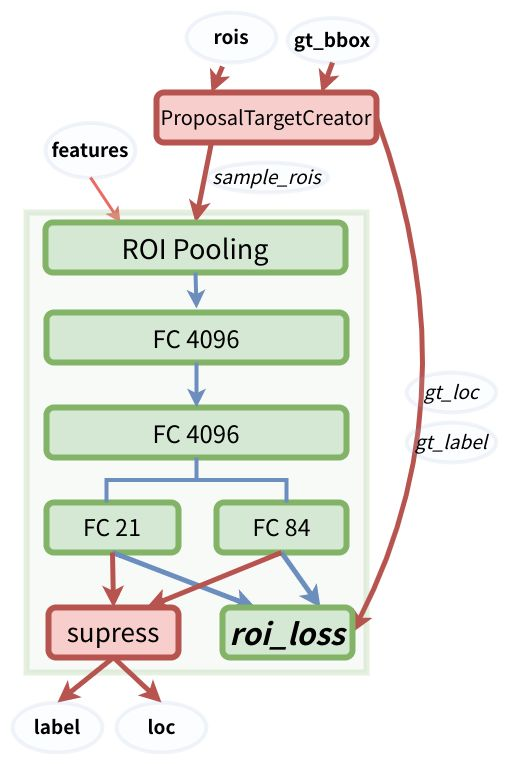 rois
gt_bbox
ProposalTargetCreator
features
sample_rois
ROI Pooling
FC 4096
gt_loc
FC 4096
gt_label
FC 21
FC 84
supress
roi_loss
label
loc